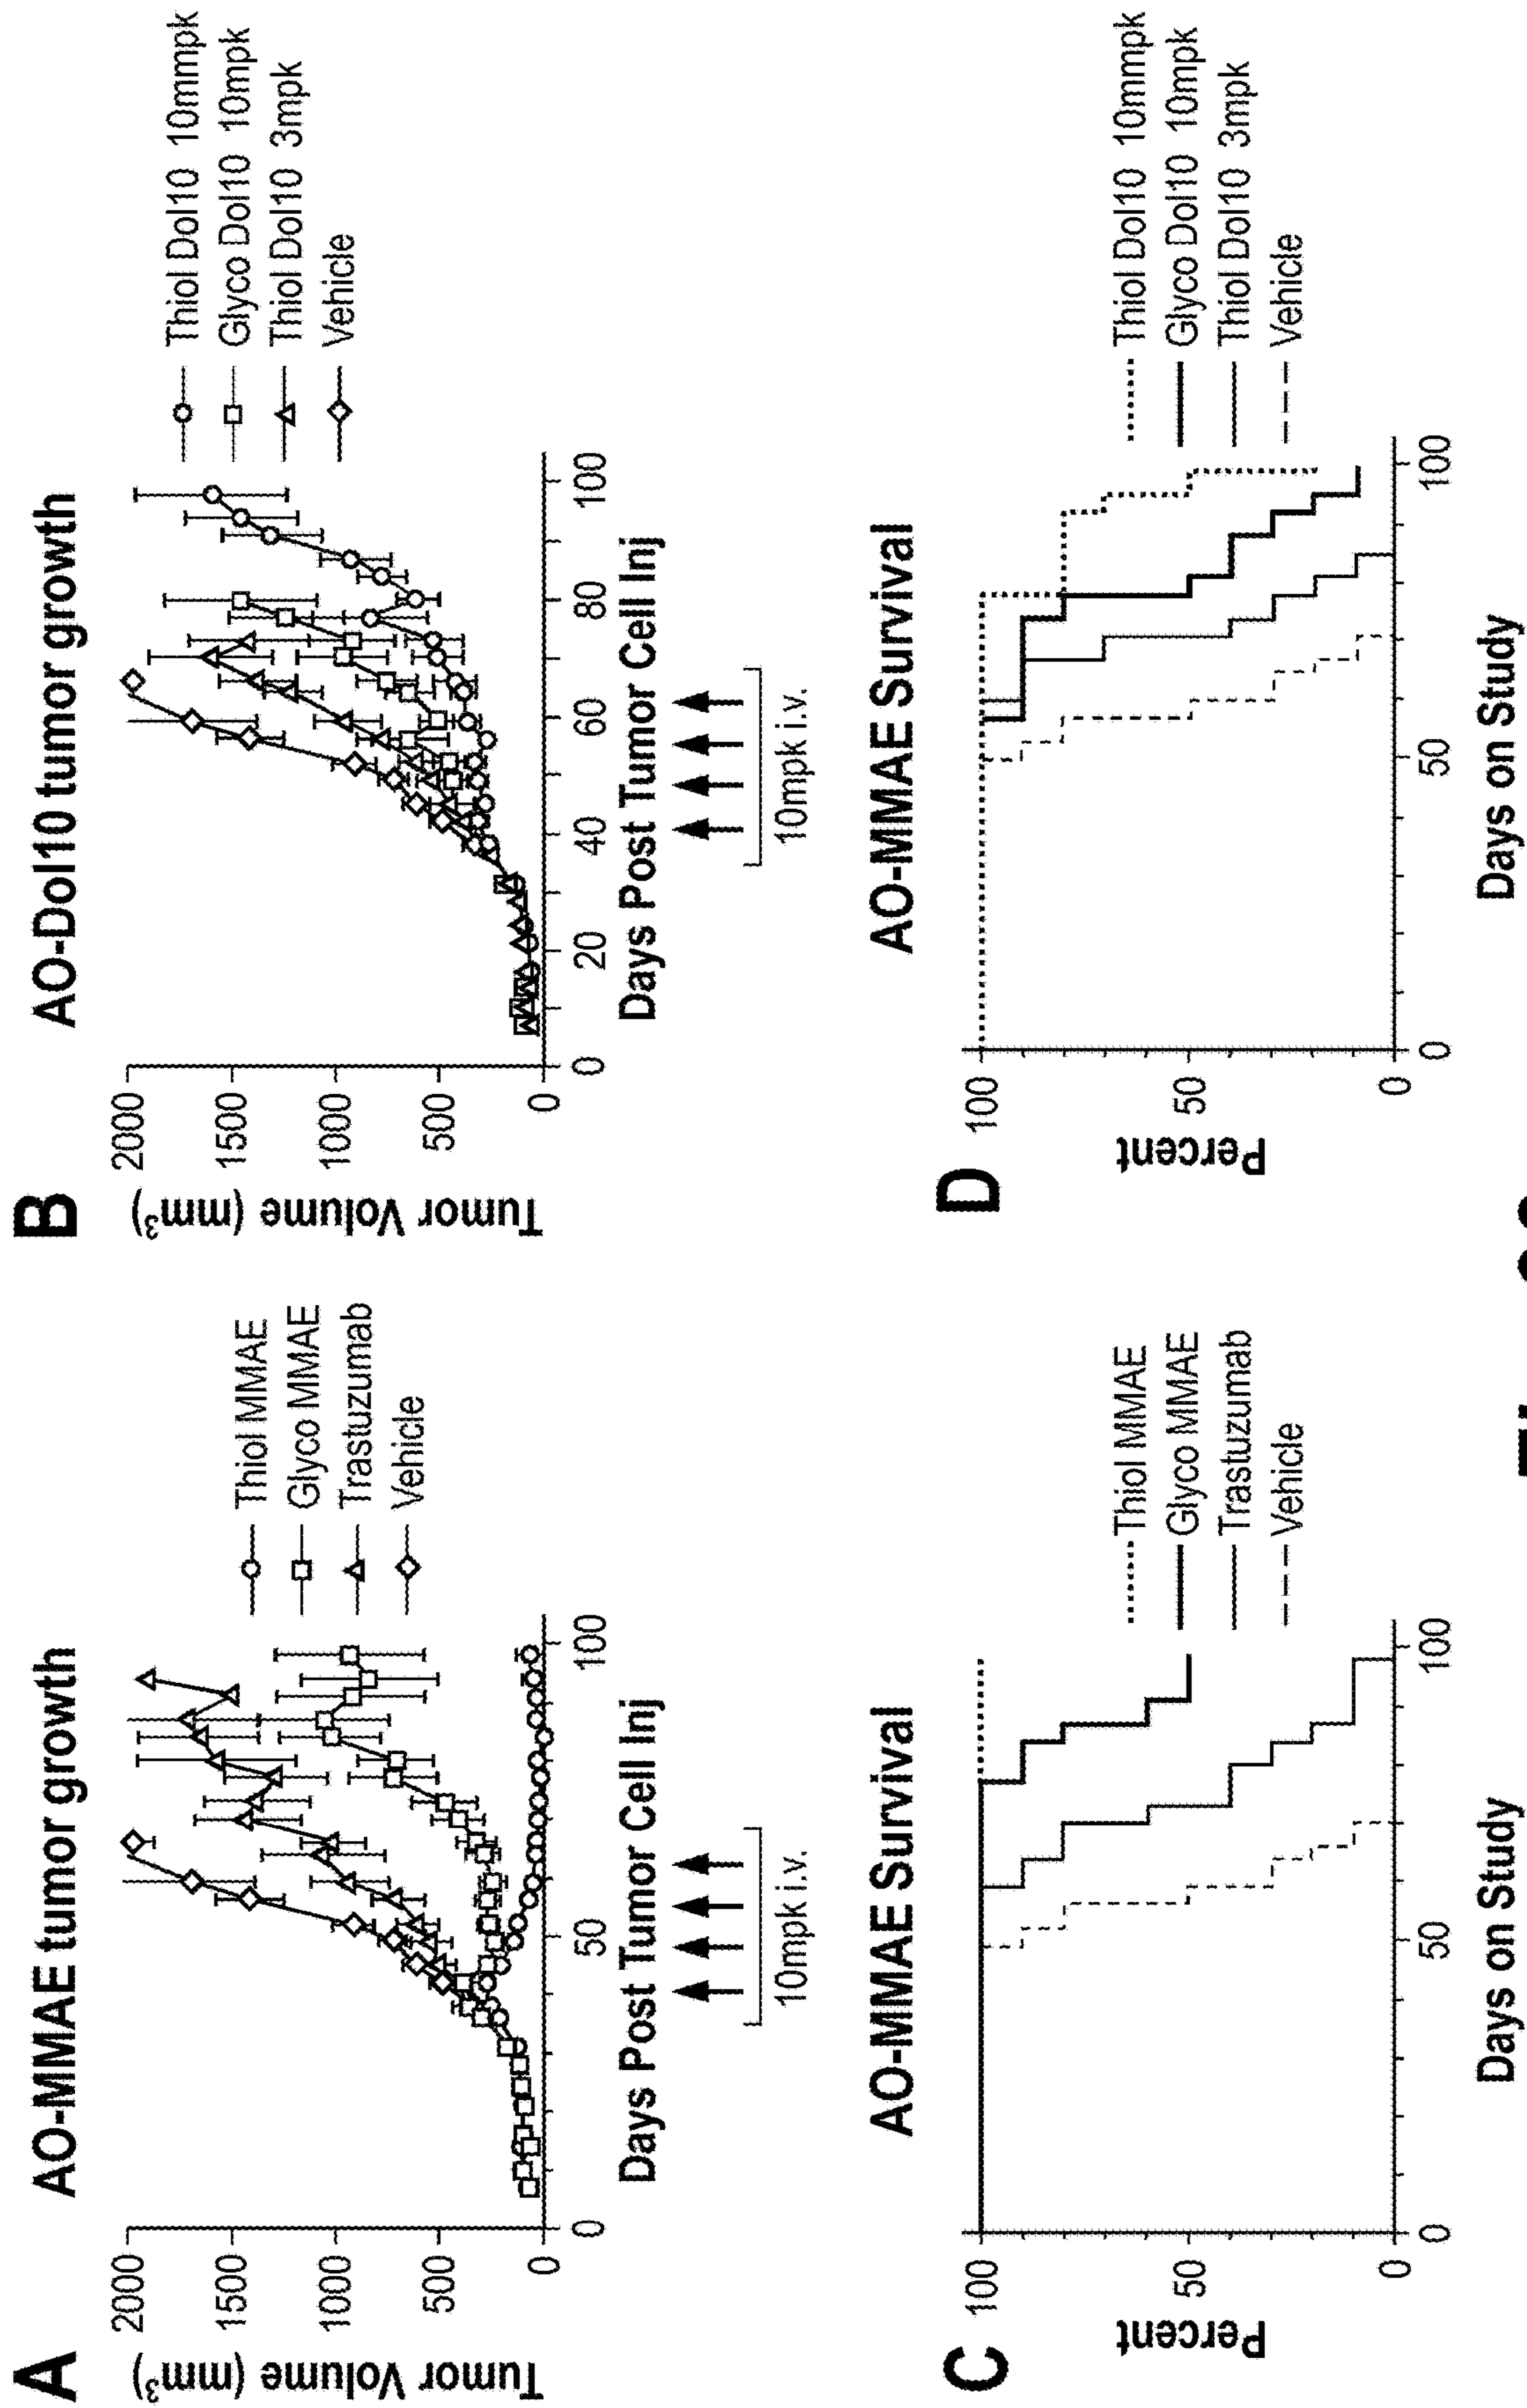 A
AO-MMAE tumor growth
Tumor Volume (mm³)
2000
1500
1000
500
0
0
50
100
Days Post Tumor Cell Inj
10mpk i.v.
Thiol MMAE
Glyco MMAE
Trastuzumab
Vehicle
B
AO-Dol10 tumor growth
Tumor Volume (mm³)
2000
1500
1000
500
0
0
20
40
60
80
100
Days Post Tumor Cell Inj
10mpk i.v.
Thiol Dol10 10mmpk
Glyco Dol10 10mpk
Thiol Dol10 3mpk
Vehicle
C
AO-MMAE Survival
Percent
100
50
0
0
50
100
Days on Study
Thiol MMAE
Glyco MMAE
Trastuzumab
Vehicle
D
AO-MMAE Survival
Percent
100
50
0
0
50
100
Days on Study
Thiol Dol10 10mmpk
Glyco Dol10 10mpk
Thiol Dol10 3mpk
Vehicle